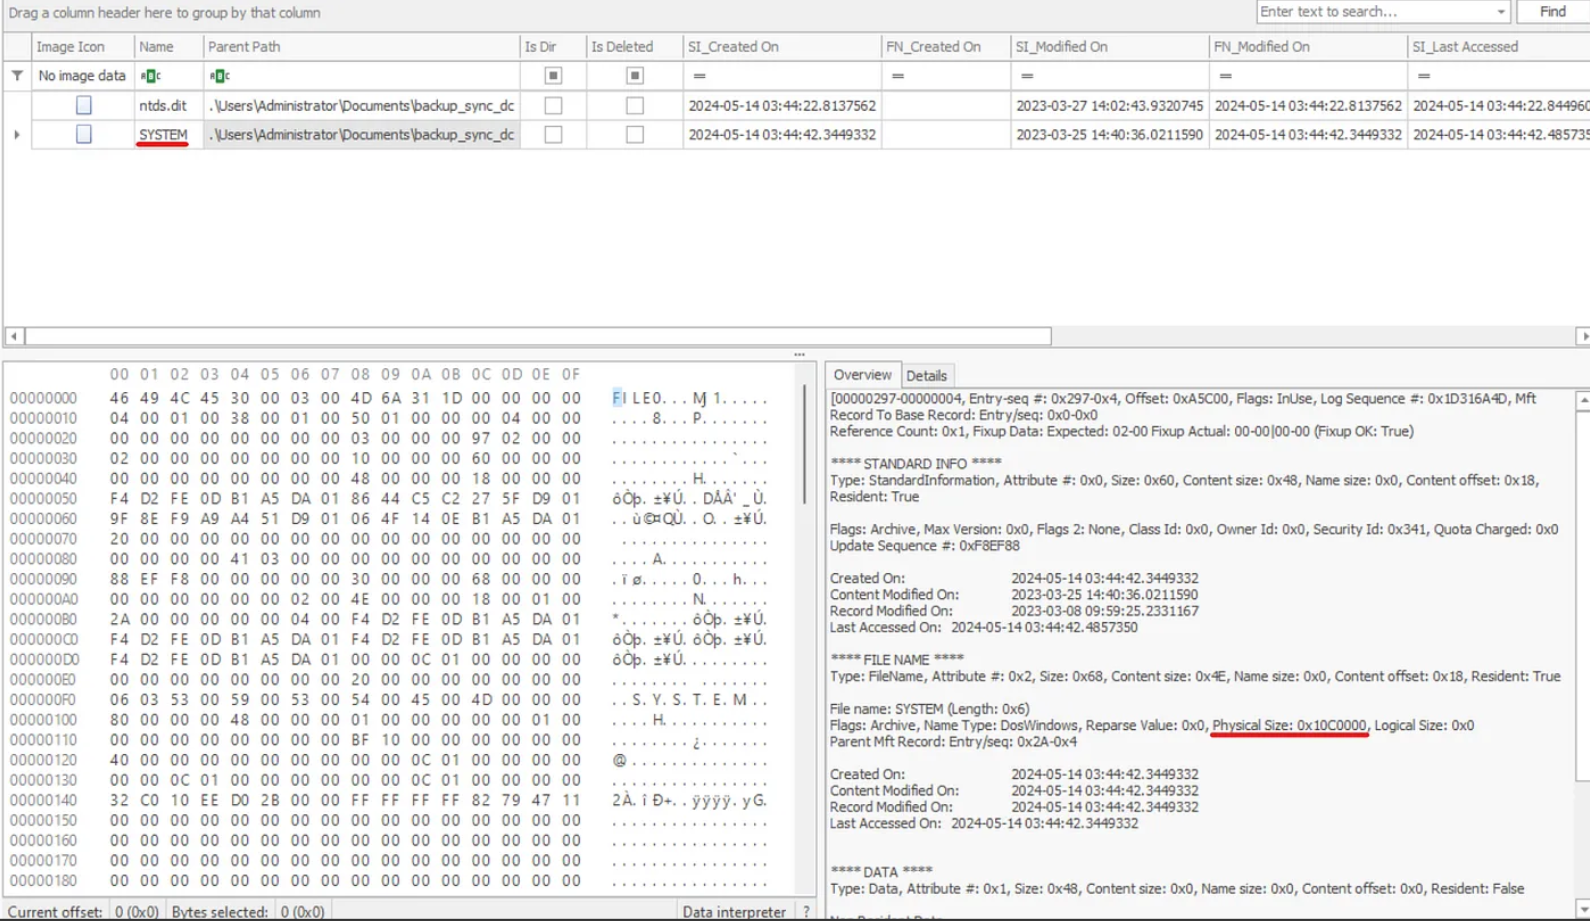 Drag a column header here to group by that column
Enter text to search... Find
Image Icon Name Parent Path Is Dir Is Deleted SI_Created On FN_Created On SI_Modified On FN_Modified On SI_Last Accessed
No image data = = = = =
ntds.dit .\Users\Administrator\Documents\backup_sync_dc 2024-05-14 03:44:22.8137562 2023-03-27 14:02:43.9320745 2024-05-14 03:44:22.8137562 2024-05-14 03:44:22.844960
SYSTEM .\Users\Administrator\Documents\backup_sync_dc 2024-05-14 03:44:42.3449332 2023-03-25 14:40:36.0211590 2024-05-14 03:44:42.3449332 2024-05-14 03:44:42.485735
00 01 02 03 04 05 06 07 08 09 0A 0B 0C 0D 0E 0F
00000000 46 49 4C 45 30 00 03 00 4D 6A 31 1D 00 00 00 00 FILE0...Mj1.....
00000010 04 00 01 00 38 00 01 00 50 01 00 00 00 04 00 00 ....8...P.......
00000020 00 00 00 00 00 00 00 00 03 00 00 00 97 02 00 00 ................
00000030 02 00 00 00 00 00 00 00 10 00 00 00 60 00 00 00 ............`...
00000040 00 00 00 00 00 00 00 00 48 00 00 00 18 00 00 00 ........H.......
00000050 F4 D2 FE 0D B1 A5 DA 01 86 44 C5 C2 27 5F D9 01 ôÒþ.±¥Ú..DÅÂ'_Ù.
00000060 9F 8E F9 A9 A4 51 D9 01 06 4F 14 0E B1 A5 DA 01 ..ù©¤QÙ..O..±¥Ú.
00000070 20 00 00 00 00 00 00 00 00 00 00 00 00 00 00 00 ...............
00000080 00 00 00 00 41 03 00 00 00 00 00 00 00 00 00 00 ....A...........
00000090 88 EF F8 00 00 00 00 00 30 00 00 00 68 00 00 00 .ïø.....0...h...
000000A0 00 00 00 00 00 00 02 00 4E 00 00 00 18 00 01 00 ........N.......
000000B0 2A 00 00 00 00 00 04 00 F4 D2 FE 0D B1 A5 DA 01 *.......ôÒþ.±¥Ú.
000000C0 F4 D2 FE 0D B1 A5 DA 01 F4 D2 FE 0D B1 A5 DA 01 ôÒþ.±¥Ú.ôÒþ.±¥Ú.
000000D0 F4 D2 FE 0D B1 A5 DA 01 00 00 0C 01 00 00 00 00 ôÒþ.±¥Ú.........
000000E0 00 00 00 00 00 00 00 00 20 00 00 00 00 00 00 00 ........ .......
000000F0 06 03 53 00 59 00 53 00 54 00 45 00 4D 00 00 00 ..S.Y.S.T.E.M...
00000100 80 00 00 00 48 00 00 00 01 00 00 00 00 00 01 00 ....H...........
00000110 00 00 00 00 00 00 00 00 BF 10 00 00 00 00 00 00 ........¿.......
00000120 40 00 00 00 00 00 00 00 00 00 0C 01 00 00 00 00 @...............
00000130 00 00 0C 01 00 00 00 00 00 00 0C 01 00 00 00 00 ................
00000140 32 C0 10 EE D0 2B 00 00 FF FF FF FF 82 79 47 11 2À.îÐ+..ÿÿÿÿ.yG.
00000150 00 00 00 00 00 00 00 00 00 00 00 00 00 00 00 00 ................
00000160 00 00 00 00 00 00 00 00 00 00 00 00 00 00 00 00 ................
00000170 00 00 00 00 00 00 00 00 00 00 00 00 00 00 00 00 ................
00000180 00 00 00 00 00 00 00 00 00 00 00 00 00 00 00 00 ................
Current offset: 0 (0x0) Bytes selected: 0 (0x0) Data interpreter ?
Overview Details
[00000297-00000004, Entry-seq #: 0x297-0x4, Offset: 0xA5C00, Flags: InUse, Log Sequence #: 0x1D316A4D, Mft
Record To Base Record: Entry/seq: 0x0-0x0
Reference Count: 0x1, Fixup Data: Expected: 02-00 Fixup Actual: 00-00|00-00 (Fixup OK: True)
**** STANDARD INFO ****
Type: StandardInformation, Attribute #: 0x0, Size: 0x60, Content size: 0x48, Name size: 0x0, Content offset: 0x18,
Resident: True
Flags: Archive, Max Version: 0x0, Flags 2: None, Class Id: 0x0, Owner Id: 0x0, Security Id: 0x341, Quota Charged: 0x0
Update Sequence #: 0xF8EF88
Created On: 2024-05-14 03:44:42.3449332
Content Modified On: 2023-03-25 14:40:36.0211590
Record Modified On: 2023-03-08 09:59:25.2331167
Last Accessed On: 2024-05-14 03:44:42.4857350
**** FILE NAME ****
Type: FileName, Attribute #: 0x2, Size: 0x68, Content size: 0x4E, Name size: 0x0, Content offset: 0x18, Resident: True
File name: SYSTEM (Length: 0x6)
Flags: Archive, Name Type: DosWindows, Reparse Value: 0x0, Physical Size: 0x10C0000, Logical Size: 0x0
Parent Mft Record: Entry/seq: 0x2A-0x4
Created On: 2024-05-14 03:44:42.3449332
Content Modified On: 2024-05-14 03:44:42.3449332
Record Modified On: 2024-05-14 03:44:42.3449332
Last Accessed On: 2024-05-14 03:44:42.3449332
**** DATA ****
Type: Data, Attribute #: 0x1, Size: 0x48, Content size: 0x0, Name size: 0x0, Content offset: 0x0, Resident: False